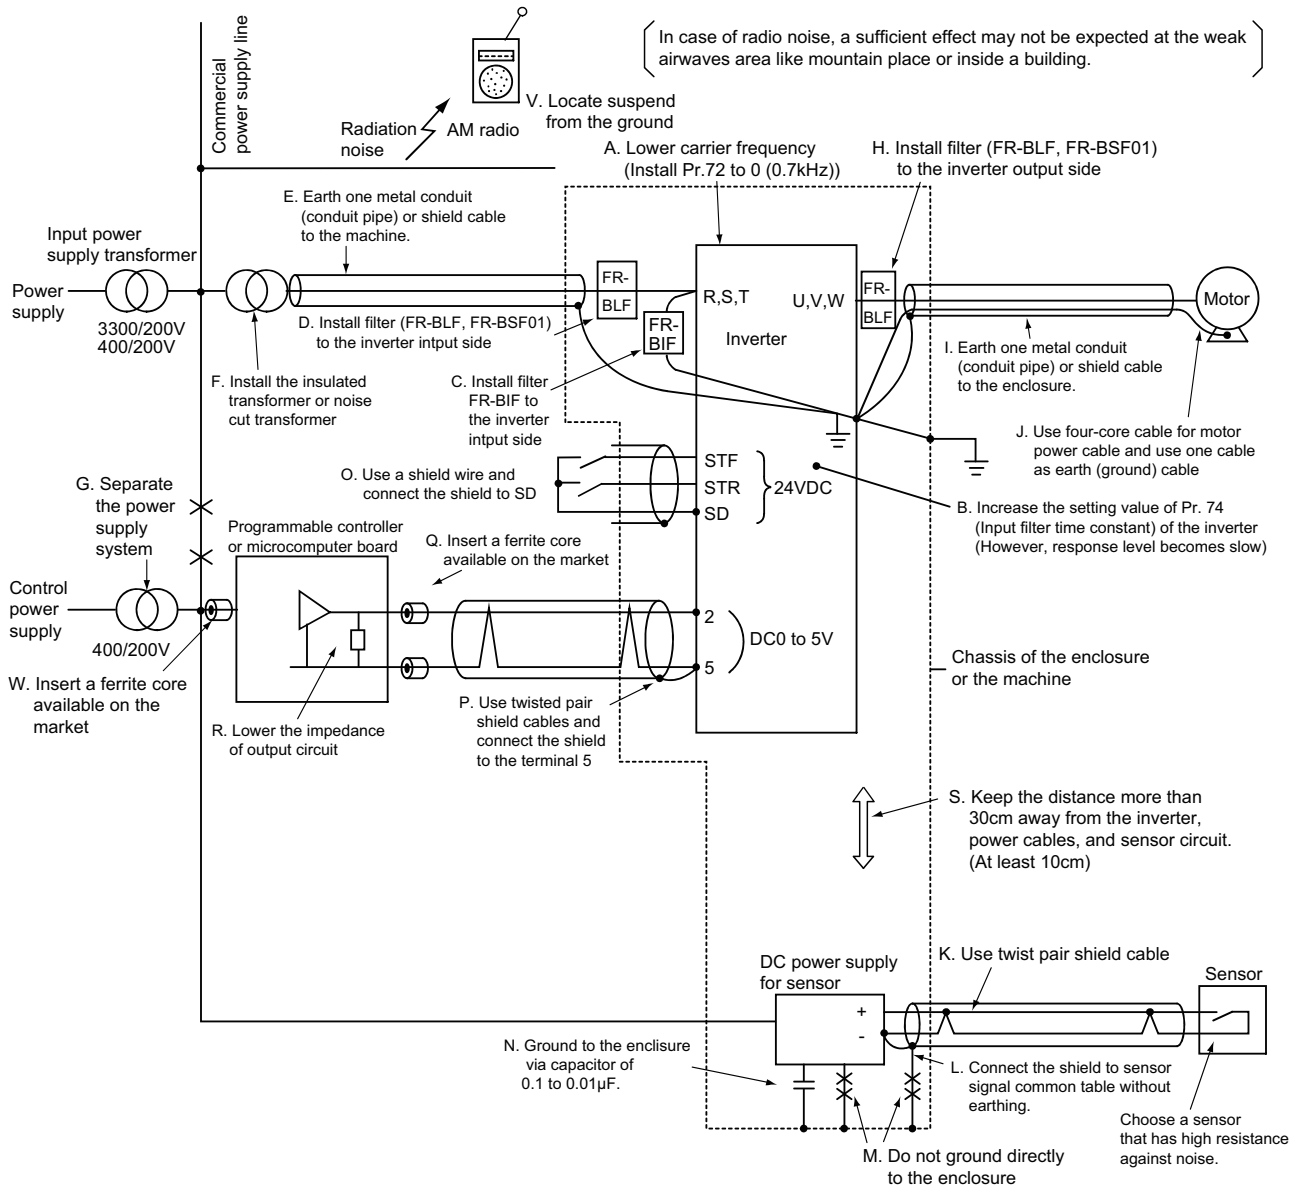 Commercial
power supply line
In case of radio noise, a sufficient effect may not be expected at the weak
airwaves area like mountain place or inside a building.
V. Locate suspend
from the ground
Radiation
noise
AM radio
A. Lower carrier frequency
(Install Pr.72 to 0 (0.7kHz))
H. Install filter (FR-BLF, FR-BSF01)
to the inverter output side
E. Earth one metal conduit
(conduit pipe) or shield cable
to the machine.
Input power
supply transformer
Power
supply
3300/200V
400/200V
FR-
BLF
R,S,T
U,V,W
FR-
BLF
Motor
D. Install filter (FR-BLF, FR-BSF01)
to the inverter intput side
FR-
BIF
Inverter
I. Earth one metal conduit
(conduit pipe) or shield cable
to the enclosure.
F. Install the insulated
transformer or noise
cut transformer
C. Install filter
FR-BIF to
the inverter
intput side
J. Use four-core cable for motor
power cable and use one cable
as earth (ground) cable
O. Use a shield wire and
connect the shield to SD
STF
STR
SD
24VDC
G. Separate
the power
supply
system
B. Increase the setting value of Pr. 74
(Input filter time constant) of the inverter
(However, response level becomes slow)
Programmable controller
or microcomputer board
Q. Insert a ferrite core
available on the market
Control
power
supply
400/200V
2
5
DC0 to 5V
W. Insert a ferrite core
available on the
market
R. Lower the impedance
of output circuit
P. Use twisted pair
shield cables and
connect the shield
to the terminal 5
Chassis of the enclosure
or the machine
S. Keep the distance more than
30cm away from the inverter,
power cables, and sensor circuit.
(At least 10cm)
DC power supply
for sensor
K. Use twist pair shield cable
Sensor
+
-
N. Ground to the enclisure
via capacitor of
0.1 to 0.01µF.
L. Connect the shield to sensor
signal common table without
earthing.
Choose a sensor
that has high resistance
against noise.
M. Do not ground directly
to the enclosure